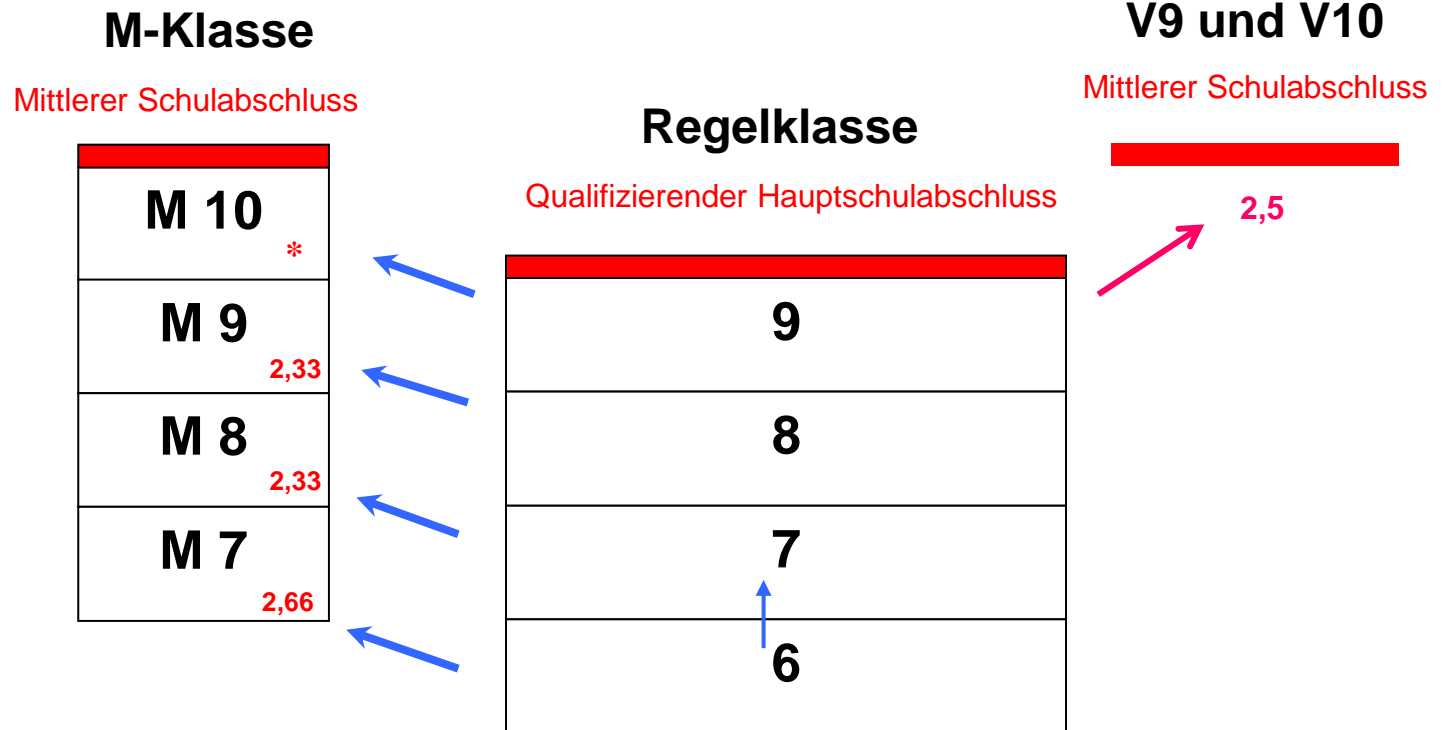 M-Klasse
Mittlerer Schulabschluss
M 10
*
M 9
2,33
M 8
2,33
M 7
2,66
Regelklasse
Qualifizierender Hauptschulabschluss
9
8
7
6
V9 und V10
Mittlerer Schulabschluss
2,5